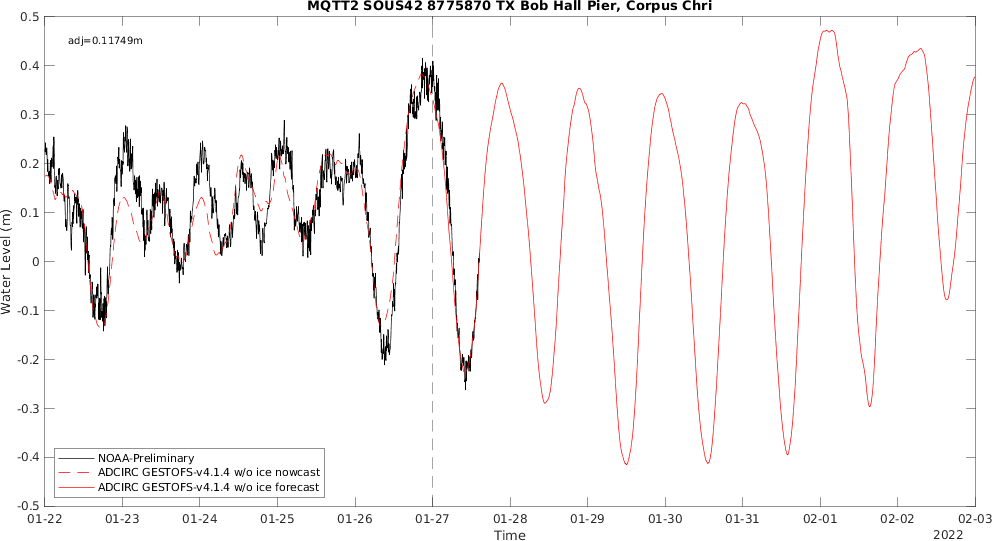 MQTT2 SOUS42 8775870 TX Bob Hall Pier, Corpus Chri
adj=0.11749m
0.5
0.4
0.3
0.2
0.1
0
-0.1
-0.2
-0.3
-0.4
-0.5
Water Level (m)
NOAA-Preliminary
ADCIRC GESTOFS-v4.1.4 w/o ice nowcast
ADCIRC GESTOFS-v4.1.4 w/o ice forecast
01-22 01-23 01-24 01-25 01-26 01-27 01-28 01-29 01-30 01-31 02-01 02-02 02-03
Time
2022